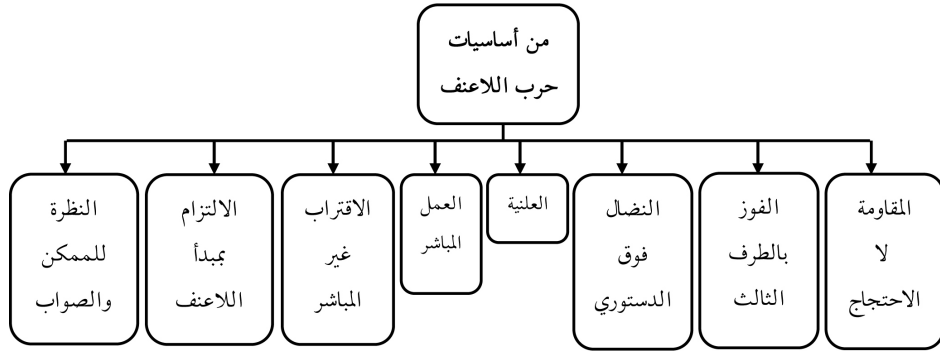 من أساسيات
حرب اللاعنف
المقاومة
لا
الاحتجاج
الفوز
بالطرف
الثالث
النضال
فوق
الدستوري
العلنية
العمل
المباشر
الاقتراب
غير
المباشر
الالتزام
بمبدأ
اللاعنف
النظرة
للممكن
والصواب